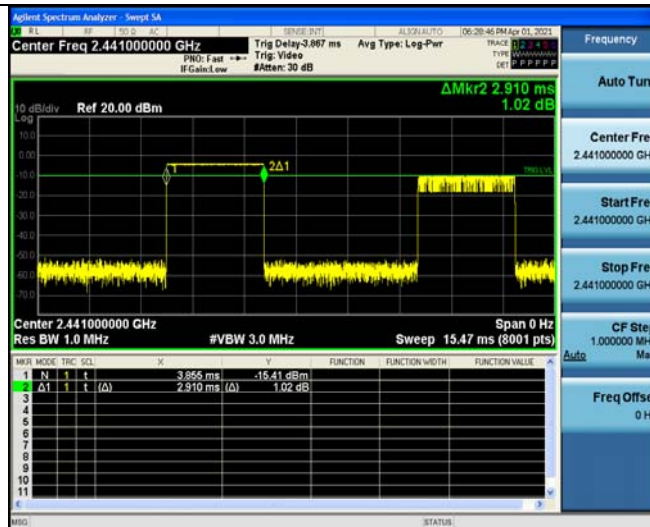 Agilent Spectrum Analyzer - Swept SA
RL RF 50 Ω AC SENSE:INT ALIGN AUTO 06:28:46 PM Apr 01, 2021
Center Freq 2.441000000 GHz
Trig Delay-3.867 ms Avg Type: Log-Pwr TRACE 1 2 3 4 5 6
PNO: Fast Trig: Video TYPE
IFGain:Low #Atten: 30 dB DET P P P P P P
ΔMkr2 2.910 ms
1.02 dB
10 dB/div Ref 20.00 dBm
Log
10.0
0.00
-10.0
-20.0
-30.0
-40.0
-50.0
-60.0
-70.0
1
2Δ1
TRIG LVL
Center 2.441000000 GHz Span 0 Hz
Res BW 1.0 MHz #VBW 3.0 MHz Sweep 15.47 ms (8001 pts)
MKR MODE TRC SCL X Y FUNCTION FUNCTION WIDTH FUNCTION VALUE
1 N 1 t 3.855 ms -15.41 dBm
2 Δ1 1 t (Δ) 2.910 ms (Δ) 1.02 dB
3
4
5
6
7
8
9
10
11
MSG STATUS
Frequency
Auto Tun
Center Fre
2.441000000 GH
Start Fre
2.441000000 GH
Stop Fre
2.441000000 GH
CF Ste
1.000000 MH
Auto Ma
Freq Offse
0 H